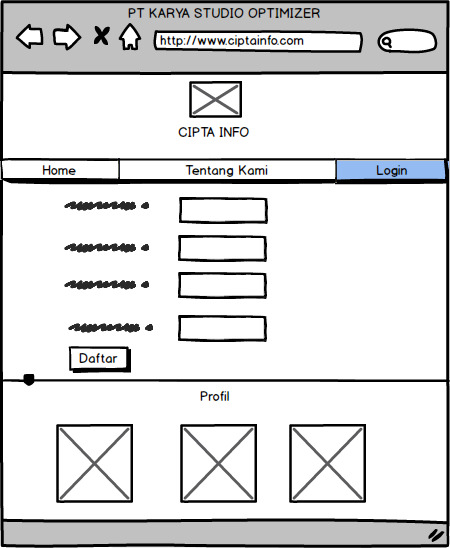 PT KARYA STUDIO OPTIMIZER
http://www.ciptainfo.com
CIPTA INFO
Home
Tentang Kami
Login
Daftar
Profil